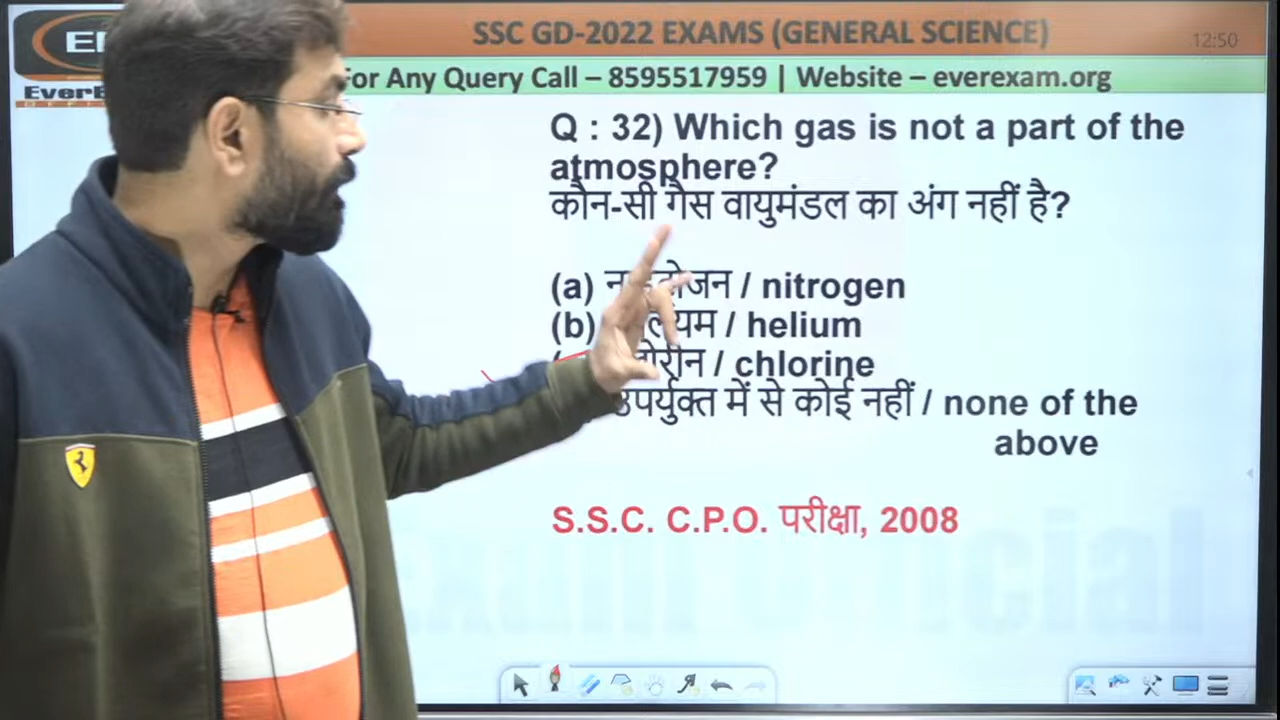 SSC GD-2022 EXAMS (GENERAL SCIENCE)
12:50
For Any Query Call – 8595517959 | Website – everexam.org
Q : 32) Which gas is not a part of the
atmosphere?
कौन-सी गैस वायुमंडल का अंग नहीं है?
(a) / nitrogen
(b) / helium
/ chlorine
उपर्युक्त में से कोई नहीं / none of the
above
S.S.C. C.P.O. परीक्षा, 2008